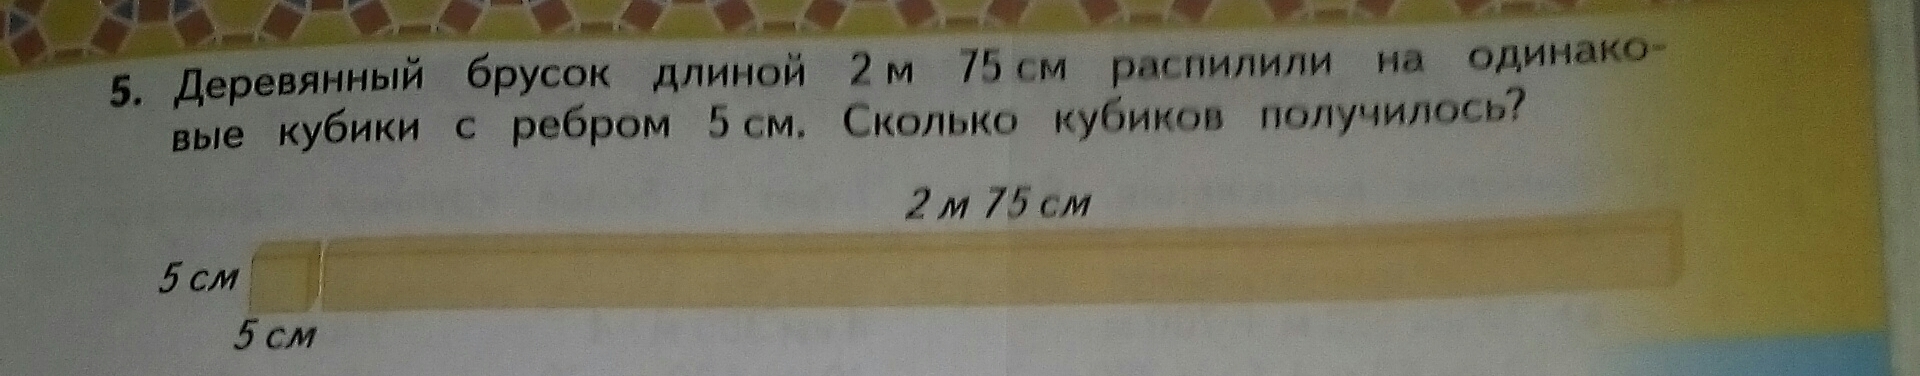 5. Деревянный брусок длиной 2 м 75 см распилили на одинако-
вые кубики с ребром 5 см. Сколько кубиков получилось?
2 м 75 см
5 см
5 см